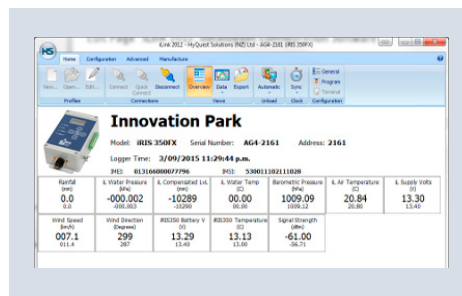 iLink 2012 - HyQuest Solutions (NZ) Ltd - AG4-2161 (iRIS 350FX)
HS
Home Configuration Advanced Manufacture
New... Open... Edit... Connect Quick Connect Disconnect Overview Data Export Automatic Sync General
Program
Terminal
Profiles Connections Views Unload Clock Configuration
Innovation Park
Model: iRIS 350FX Serial Number: AG4-2161 Address: 2161
Logger Time: 3/09/2015 11:29:44 p.m.
IMEI: 013166000077796 IMSI: 530011102111028
Rainfall (mm) IL Water Pressure (kPa) IL Compensated Lvl. (mm) IL Water Temp (C) Barometric Pressure (hPa) IL Air Temperature (C) IL Supply Volts (V)
0.0 -000.002 -10289 00.00 1009.09 20.84 13.30
0.0 -000.003 -10290 00.00 1009.12 20.80 13.40
Wind Speed (km/h) Wind Direction (Degrees) iRIS350 Battery V (V) iRIS350 Temperature (C) Signal Strength (dBm)
007.1 299 13.29 13.13 -61.00
011.4 287 13.40 13.00 -56.71